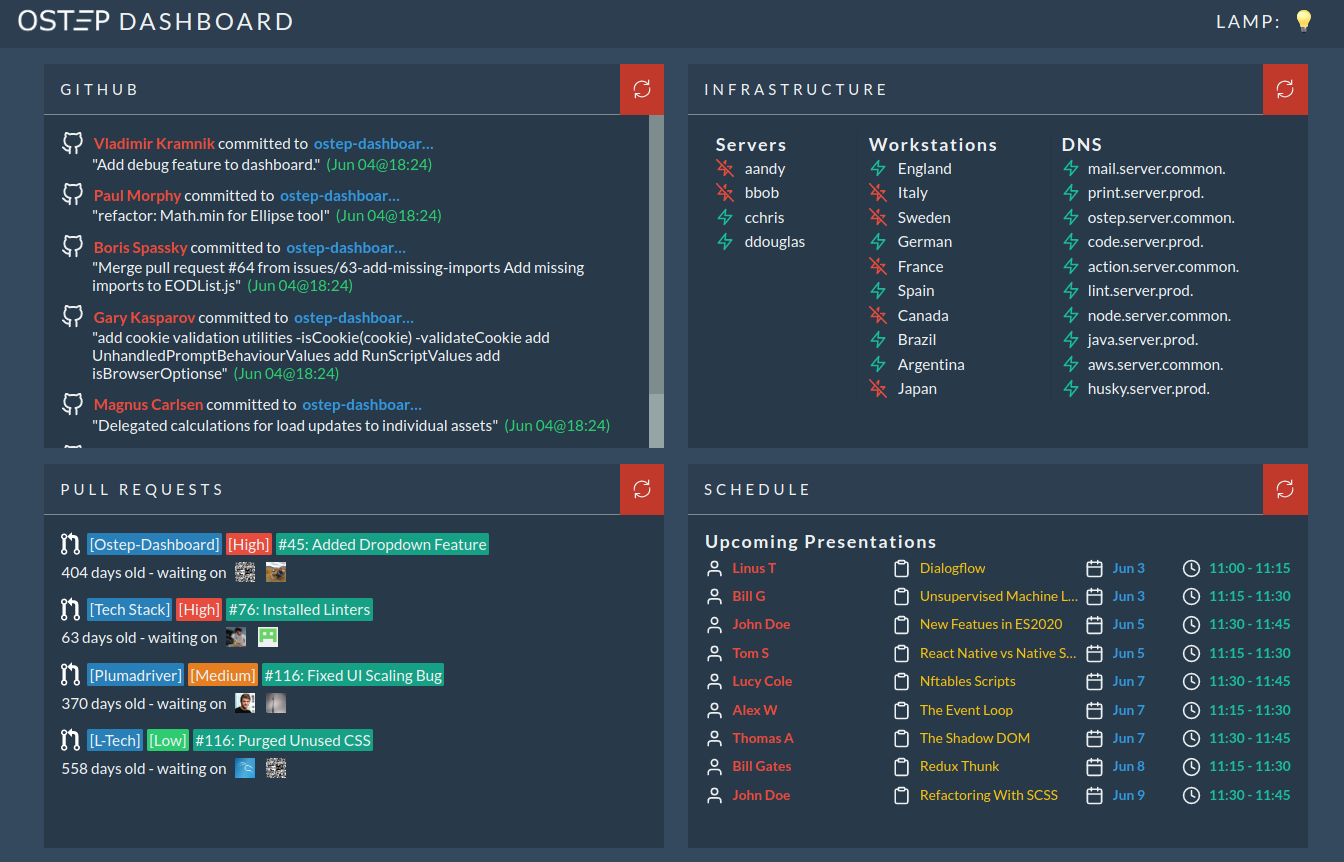 OSTEP DASHBOARD
LAMP:
GITHUB
Vladimir Kramnik committed to ostep-dashboar...
"Add debug feature to dashboard." (Jun 04@18:24)
Paul Morphy committed to ostep-dashboar...
"refactor: Math.min for Ellipse tool" (Jun 04@18:24)
Boris Spassky committed to ostep-dashboar...
"Merge pull request #64 from issues/63-add-missing-imports Add missing
imports to EODList.js" (Jun 04@18:24)
Gary Kasparov committed to ostep-dashboar...
"add cookie validation utilities -isCookie(cookie) -validateCookie add
UnhandledPromptBehaviourValues add RunScriptValues add
isBrowserOptionse" (Jun 04@18:24)
Magnus Carlsen committed to ostep-dashboar...
"Delegated calculations for load updates to individual assets" (Jun 04@18:24)
INFRASTRUCTURE
Servers
aandy
bbob
cchris
ddouglas
Workstations
England
Italy
Sweden
German
France
Spain
Canada
Brazil
Argentina
Japan
DNS
mail.server.common.
print.server.prod.
ostep.server.common.
code.server.prod.
action.server.common.
lint.server.prod.
node.server.common.
java.server.prod.
aws.server.common.
husky.server.prod.
PULL REQUESTS
[Ostep-Dashboard] [High] #45: Added Dropdown Feature
404 days old - waiting on
[Tech Stack] [High] #76: Installed Linters
63 days old - waiting on
[Plumadriver] [Medium] #116: Fixed UI Scaling Bug
370 days old - waiting on
[L-Tech] [Low] #116: Purged Unused CSS
558 days old - waiting on
SCHEDULE
Upcoming Presentations
Linus T Dialogflow Jun 3 11:00 - 11:15
Bill G Unsupervised Machine L... Jun 3 11:15 - 11:30
John Doe New Featues in ES2020 Jun 5 11:30 - 11:45
Tom S React Native vs Native S... Jun 5 11:15 - 11:30
Lucy Cole Nftables Scripts Jun 7 11:30 - 11:45
Alex W The Event Loop Jun 7 11:15 - 11:30
Thomas A The Shadow DOM Jun 7 11:30 - 11:45
Bill Gates Redux Thunk Jun 8 11:15 - 11:30
John Doe Refactoring With SCSS Jun 9 11:30 - 11:45